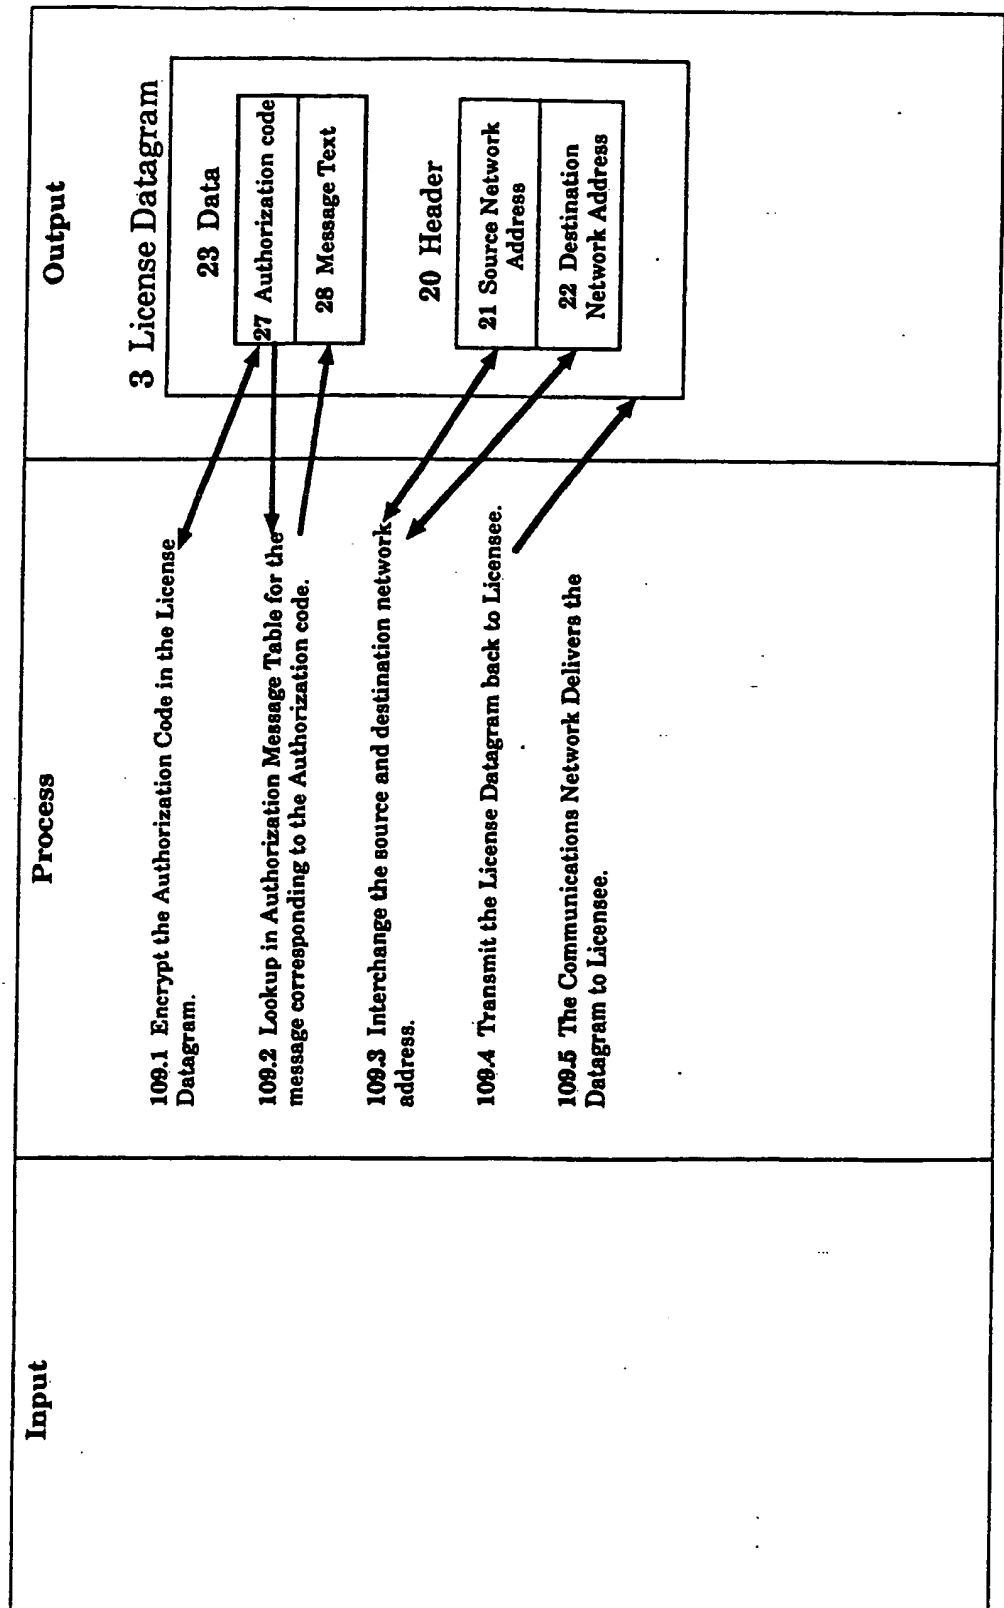 Input
Process
Output
109.1 Encrypt the Authorization Code in the License
Datagram.
109.2 Lookup in Authorization Message Table for the
message corresponding to the Authorization code.
109.3 Interchange the source and destination network
address.
109.4 Transmit the License Datagram back to Licensee.
109.5 The Communications Network Delivers the
Datagram to Licensee.
3 License Datagram
23 Data
27 Authorization code
28 Message Text
20 Header
21 Source Network
Address
22 Destination
Network Address